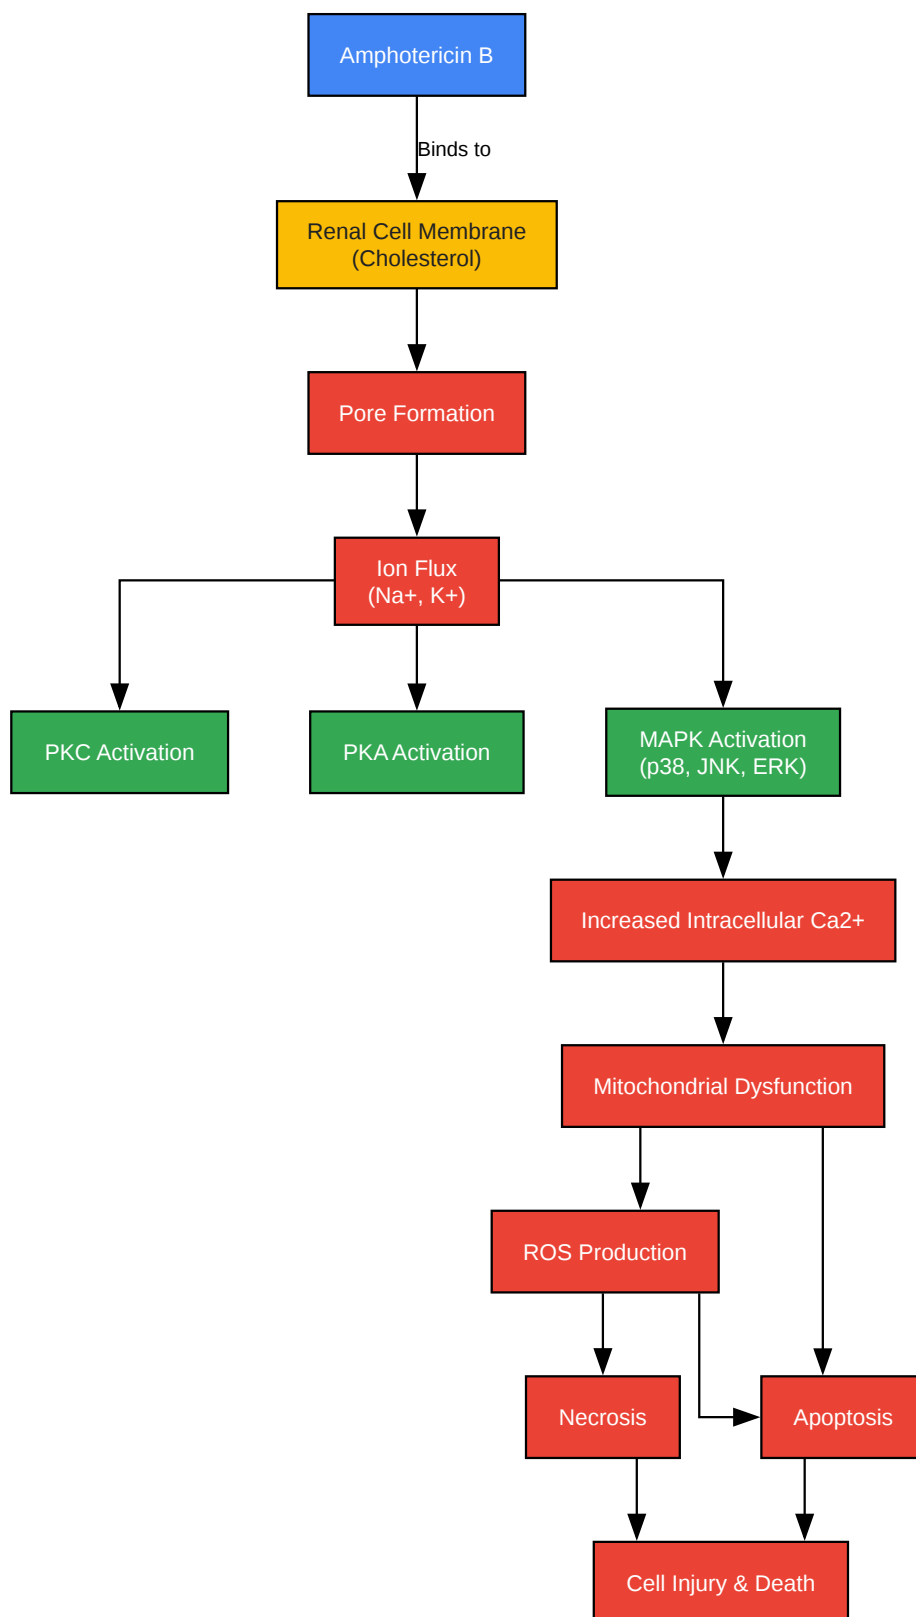 Amphotericin B
Binds to
Renal Cell Membrane
(Cholesterol)
Pore Formation
Ion Flux
(Na+, K+)
PKC Activation
PKA Activation
MAPK Activation
(p38, JNK, ERK)
Increased Intracellular Ca2+
Mitochondrial Dysfunction
ROS Production
Necrosis
Apoptosis
Cell Injury & Death